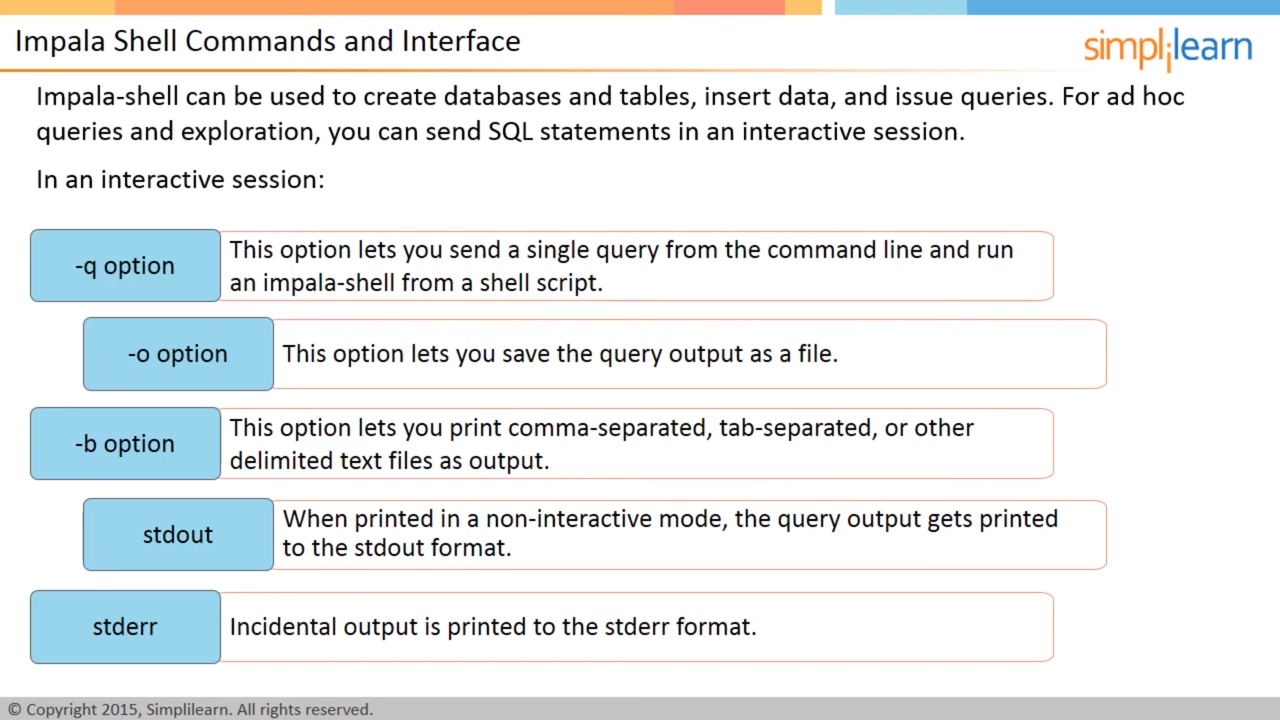 Impala Shell Commands and Interface
simplilearn
Impala-shell can be used to create databases and tables, insert data, and issue queries. For ad hoc
queries and exploration, you can send SQL statements in an interactive session.
In an interactive session:
-q option
This option lets you send a single query from the command line and run
an impala-shell from a shell script.
-o option
This option lets you save the query output as a file.
-b option
This option lets you print comma-separated, tab-separated, or other
delimited text files as output.
stdout
When printed in a non-interactive mode, the query output gets printed
to the stdout format.
stderr
Incidental output is printed to the stderr format.
© Copyright 2015, Simplilearn. All rights reserved.